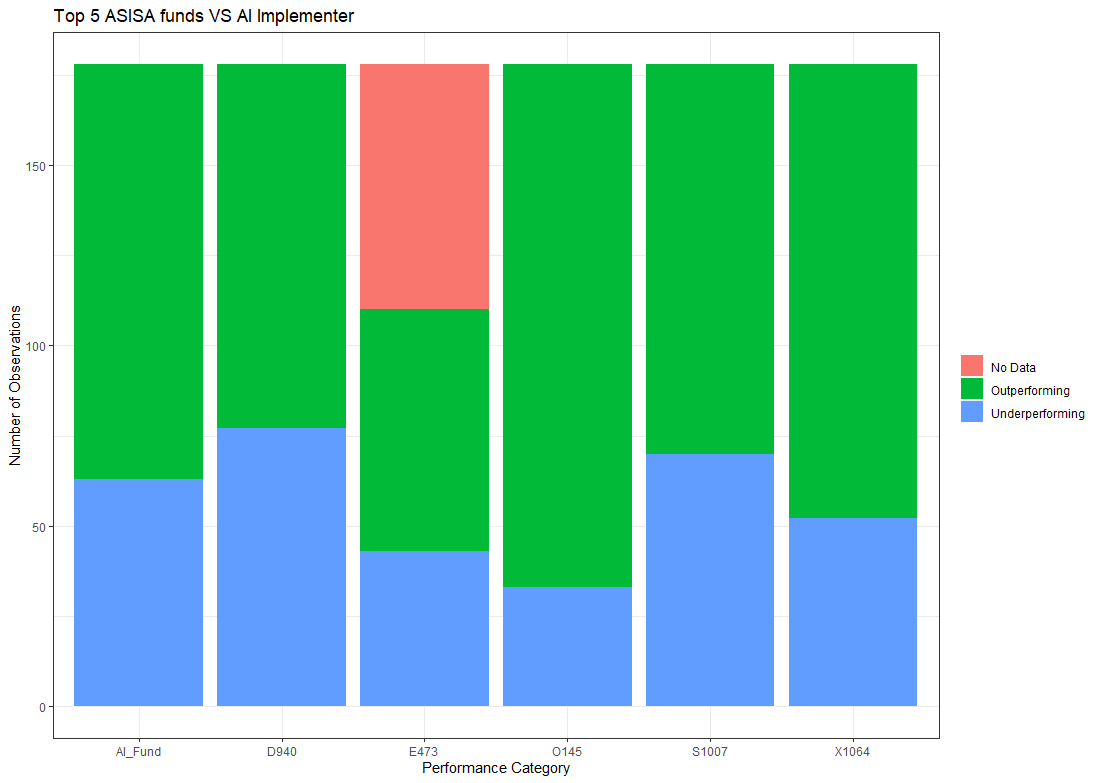 Top 5 ASISA funds VS AI Implementer
Number of Observations
150
100
50
0
AI_Fund
D940
E473
O145
S1007
X1064
Performance Category
No Data
Outperforming
Underperforming